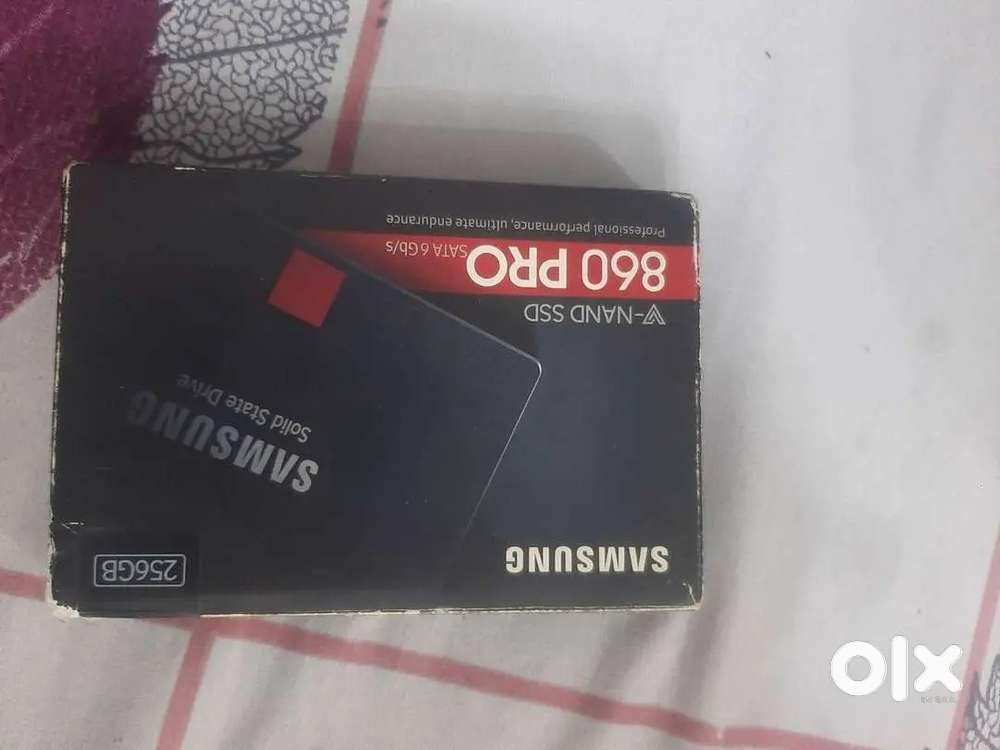 SAMSUNG
256GB
SAMSUNG
Solid State Drive
V-NAND SSD
860 PRO SATA 6 Gb/s
Professional performance, ultimate endurance
olx